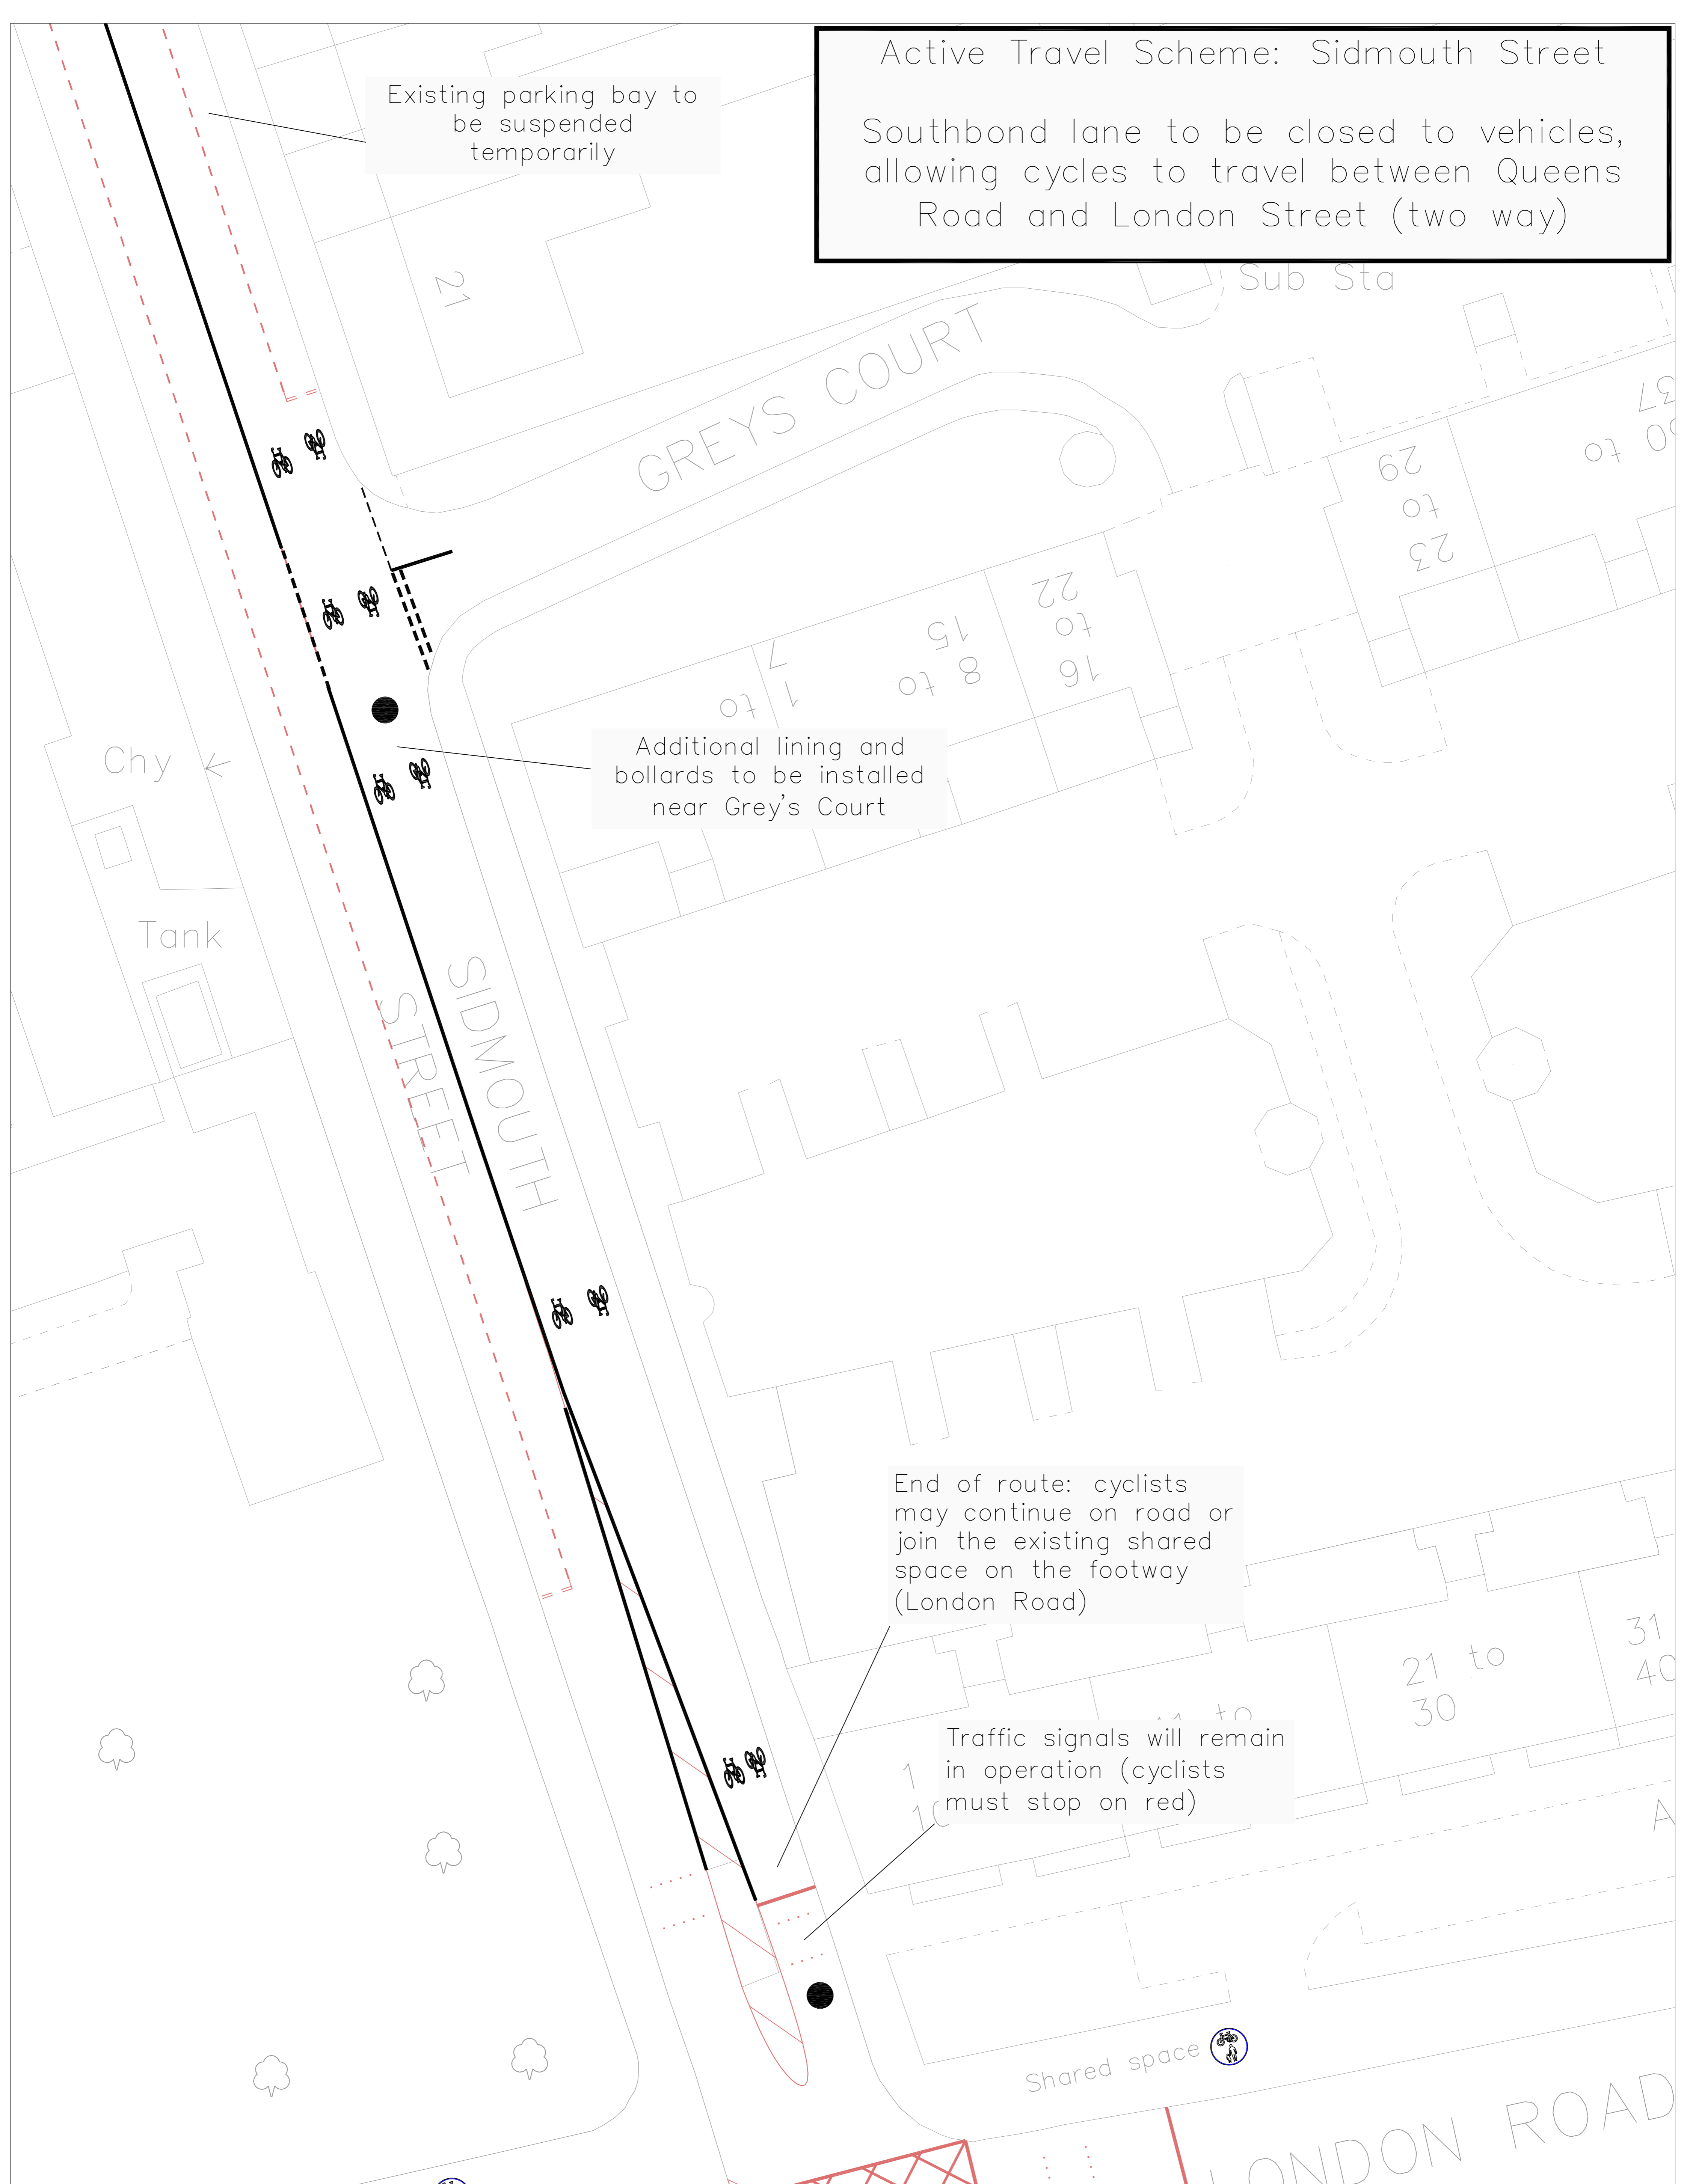 Active Travel Scheme: Sidmouth Street
Southbond lane to be closed to vehicles,
allowing cycles to travel between Queens
Road and London Street (two way)
Existing parking bay to
be suspended
temporarily
21
GREYS COURT
Sub Sta
37
to
29
to
23
22
to
16
15
8 to
7
1
to
Chy
Additional lining and
bollards to be installed
near Grey's Court
Tank
SIDMOUTH
STREET
End of route: cyclists
may continue on road or
join the existing shared
space on the footway
(London Road)
21 to
30
31
40
Traffic signals will remain
in operation (cyclists
must stop on red)
1
10
A
Shared space
LONDON ROAD